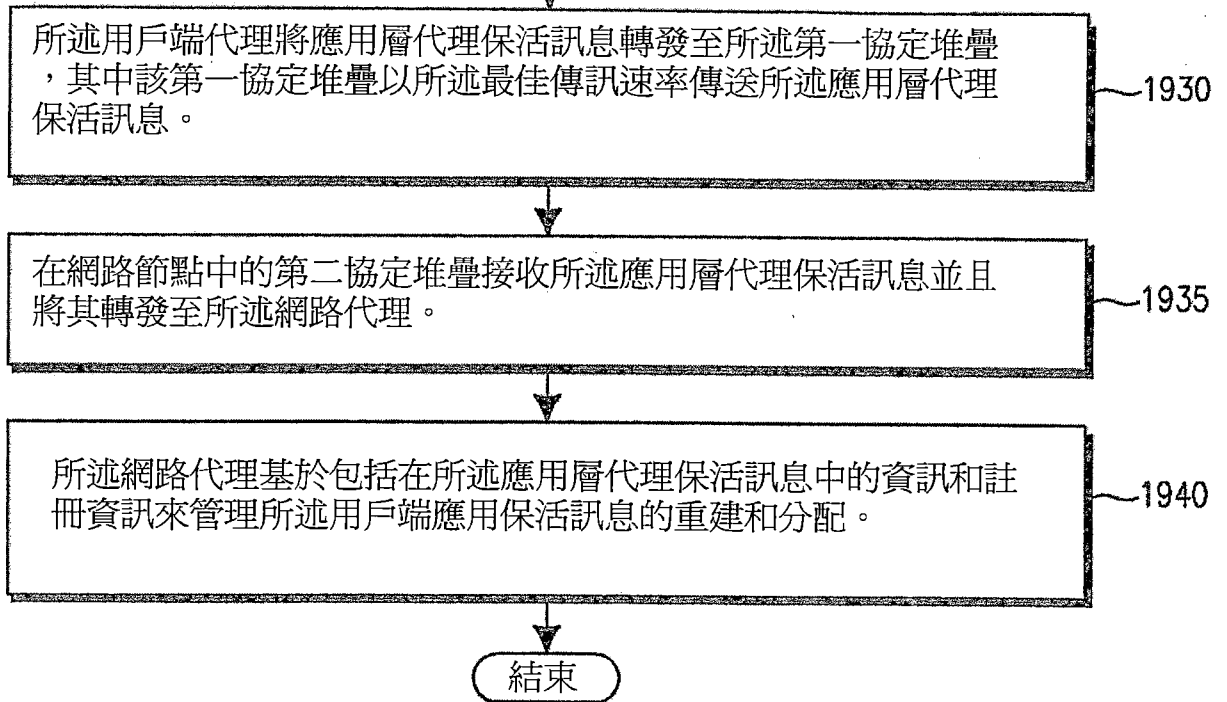 所述用戶端代理將應用層代理保活訊息轉發至所述第一協定堆疊
，其中該第一協定堆疊以所述最佳傳訊速率傳送所述應用層代理
保活訊息。
1930
在網路節點中的第二協定堆疊接收所述應用層代理保活訊息並且
將其轉發至所述網路代理。
1935
所述網路代理基於包括在所述應用層代理保活訊息中的資訊和註
冊資訊來管理所述用戶端應用保活訊息的重建和分配。
1940
結束